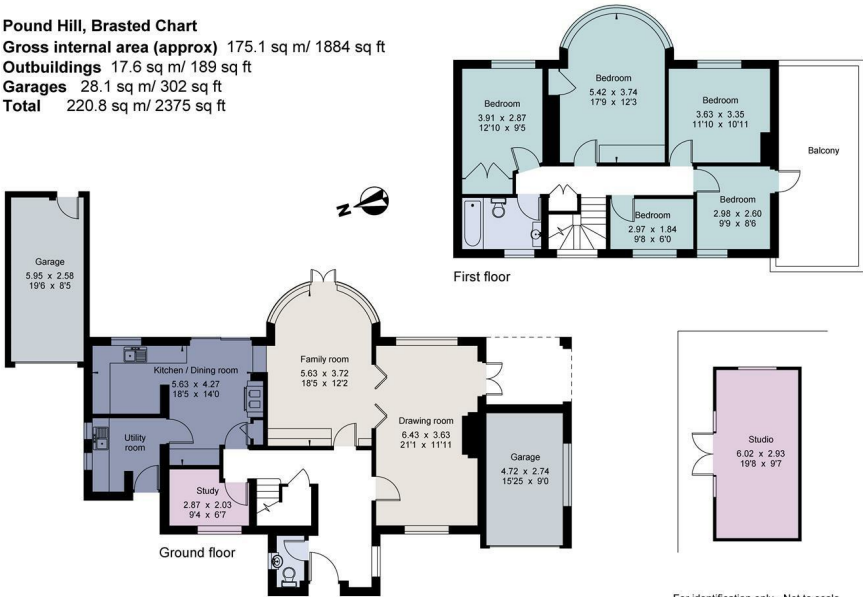 Pound Hill, Brasted Chart
Gross internal area (approx) 175.1 sq m/ 1884 sq ft
Outbuildings 17.6 sq m/ 189 sq ft
Garages 28.1 sq m/ 302 sq ft
Total 220.8 sq m/ 2375 sq ft
Bedroom
3.91 x 2.87
12'10 x 9'5
Bedroom
5.42 x 3.74
17'9 x 12'3
Bedroom
3.63 x 3.35
11'10 x 10'11
Balcony
Bedroom
2.97 x 1.84
9'8 x 6'0
Bedroom
2.98 x 2.60
9'9 x 8'6
First floor
N
Garage
5.95 x 2.58
19'6 x 8'5
Kitchen / Dining room
5.63 x 4.27
18'5 x 14'0
Family room
5.63 x 3.72
18'5 x 12'2
Drawing room
6.43 x 3.63
21'1 x 11'11
Utility
room
Study
2.87 x 2.03
9'4 x 6'7
Garage
4.72 x 2.74
15'25 x 9'0
Ground floor
Studio
6.02 x 2.93
19'8 x 9'7
For identification only - Not to scale